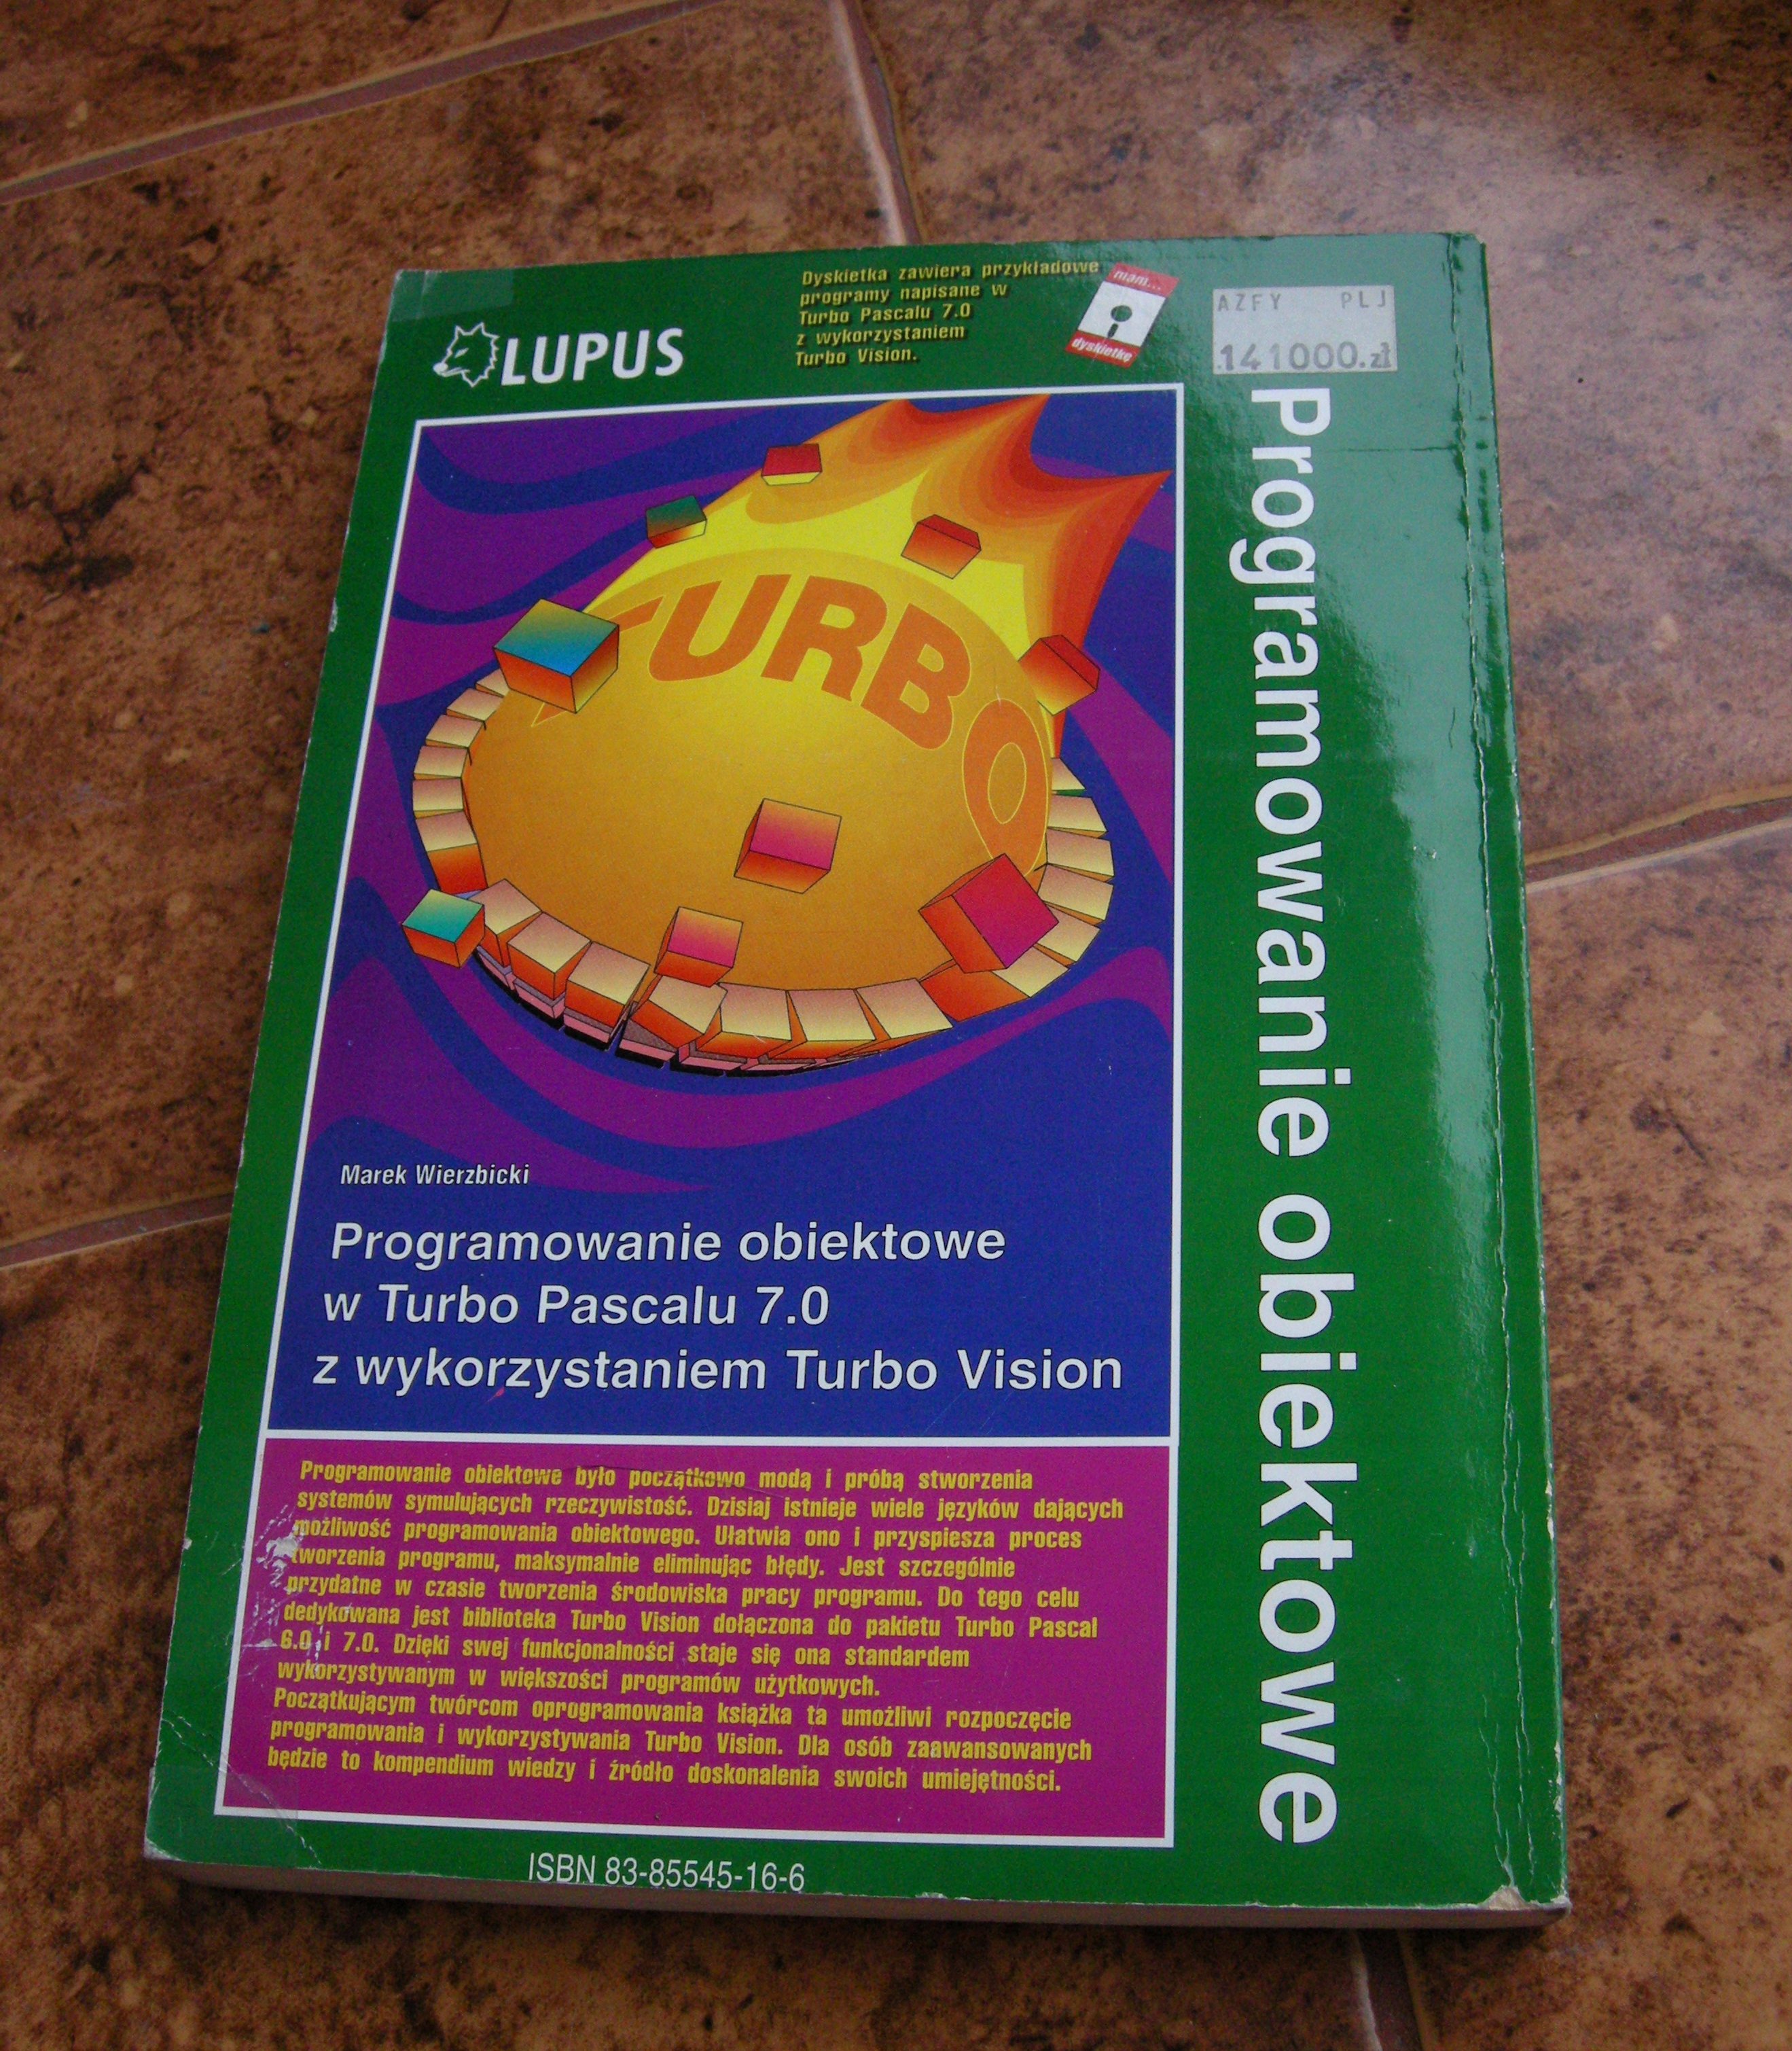 LUPUS
Dyskietka zawiera przykładowe
programy napisane w
Turbo Pascalu 7.0
z wykorzystaniem
Turbo Vision.
mam...
dyskietkę
AZFY PLJ
141000.zł
Programowanie obiektowe
TURBO
Marek Wierzbicki
Programowanie obiektowe
w Turbo Pascalu 7.0
z wykorzystaniem Turbo Vision
Programowanie obiektowe było początkowo modą i próbą stworzenia
systemów symulujących rzeczywistość. Dzisiaj istnieje wiele języków dających
możliwość programowania obiektowego. Ułatwia ono i przyspiesza proces
tworzenia programu, maksymalnie eliminując błędy. Jest szczególnie
przydatne w czasie tworzenia środowiska pracy programu. Do tego celu
dedykowana jest biblioteka Turbo Vision dołączona do pakietu Turbo Pascal
6.0 i 7.0. Dzięki swej funkcjonalności staje się ona standardem
wykorzystywanym w większości programów użytkowych.
Początkującym twórcom oprogramowania książka ta umożliwi rozpoczęcie
programowania i wykorzystywania Turbo Vision. Dla osób zaawansowanych
będzie to kompendium wiedzy i źródło doskonalenia swoich umiejętności.
ISBN 83-85545-16-6